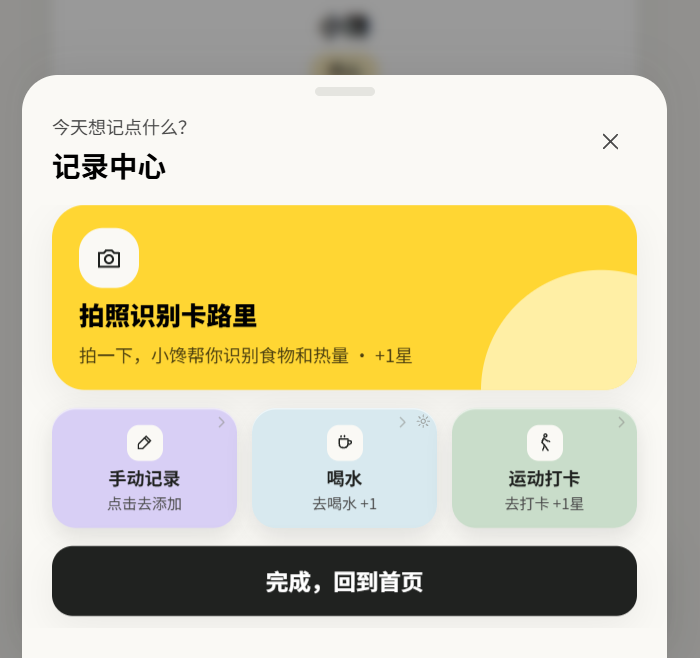 今天想记点什么？
记录中心
拍照识别卡路里
拍一下，小馋帮你识别食物和热量 · +1星
手动记录
点击去添加
喝水
去喝水 +1
运动打卡
去打卡 +1星
完成，回到首页